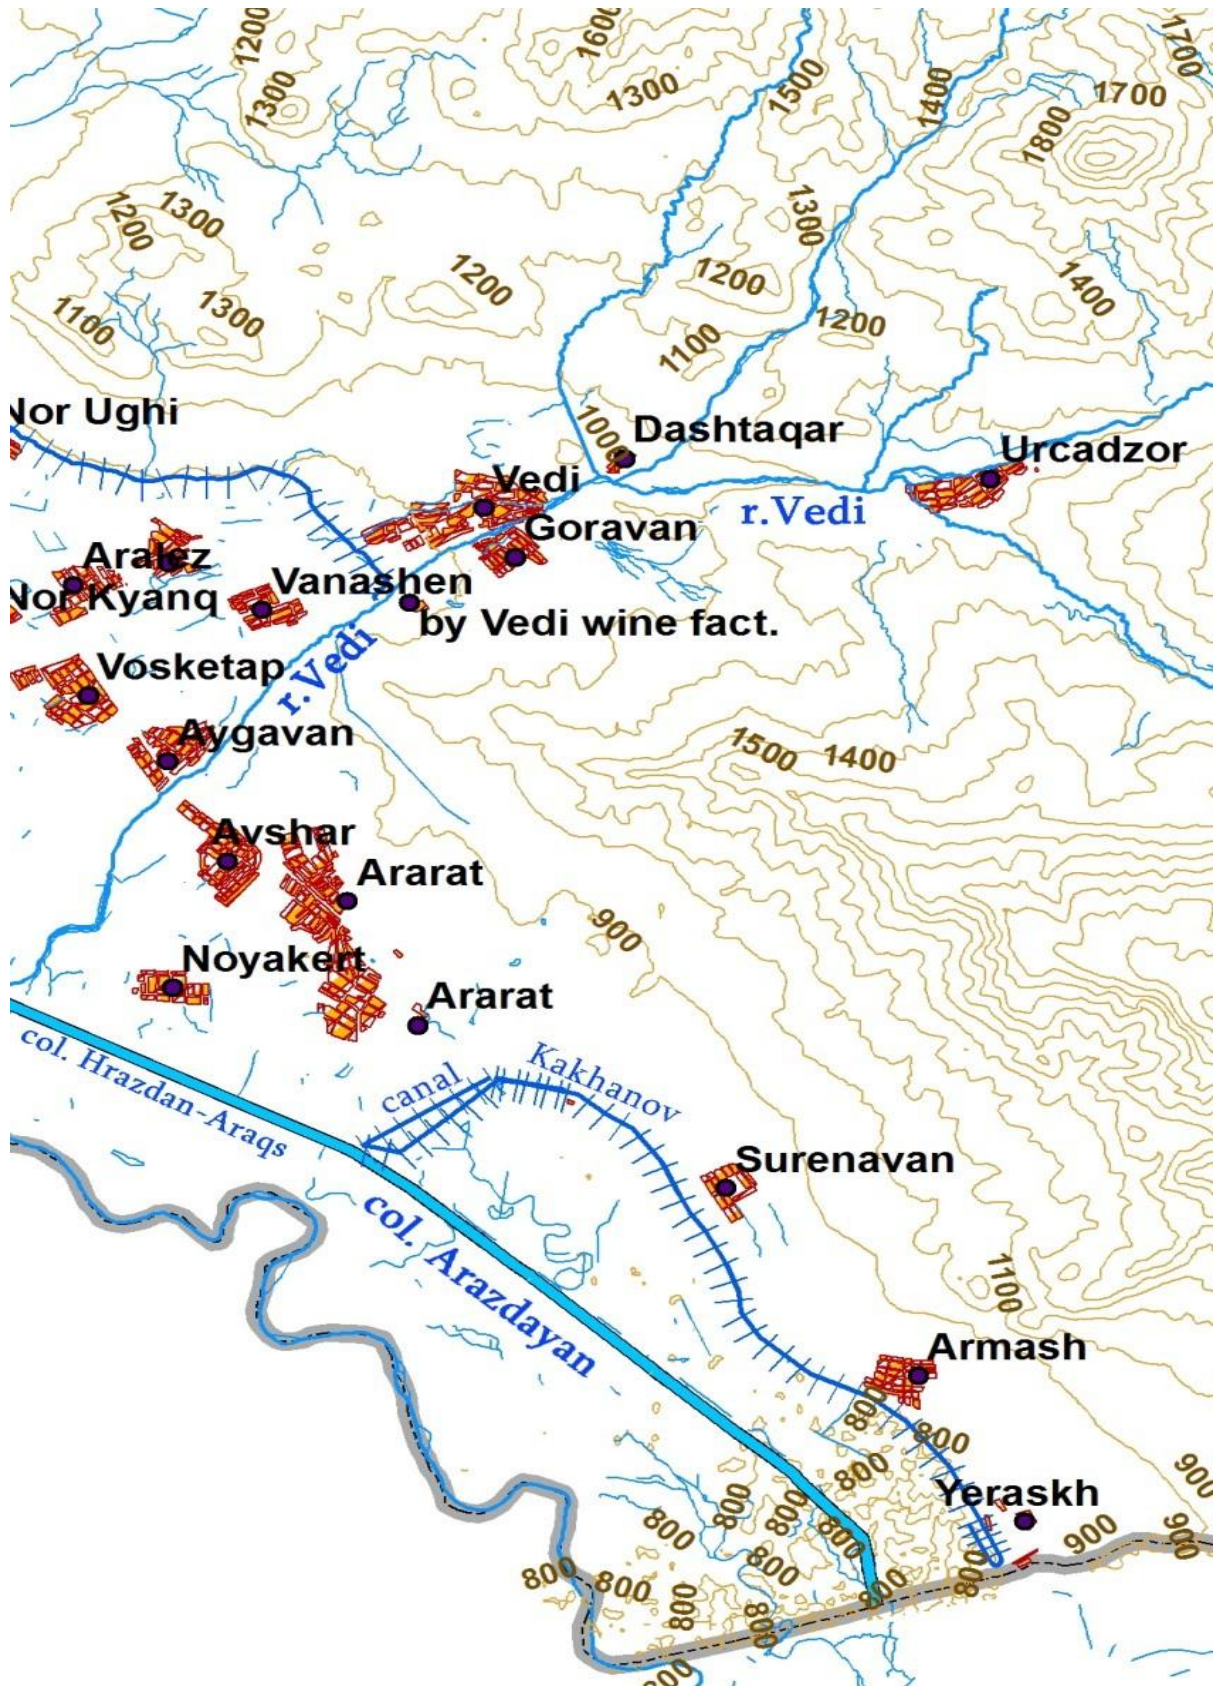 1200
1600
1700
1300
1300
1500
1400
1700
1800
1200
1300
1300
1200
1200
1400
1100
1300
1200
1100
Nor Ughi
1000
Dashtaqar
Urcadzor
Vedi
r.Vedi
Goravan
Aralez
Vanashen
Nor Kyanq
by Vedi wine fact.
r.Vedi
Vosketap
Aygavan
1500
1400
Avshar
Ararat
900
Noyakert
Ararat
col. Hrazdan-Araqs
canal
Kakhanov
Surenavan
col. Arazdayan
1100
Armash
800
800
800
900
Yeraskh
800
800
800
800
900
900
800
800
800
800
800
800
800
800